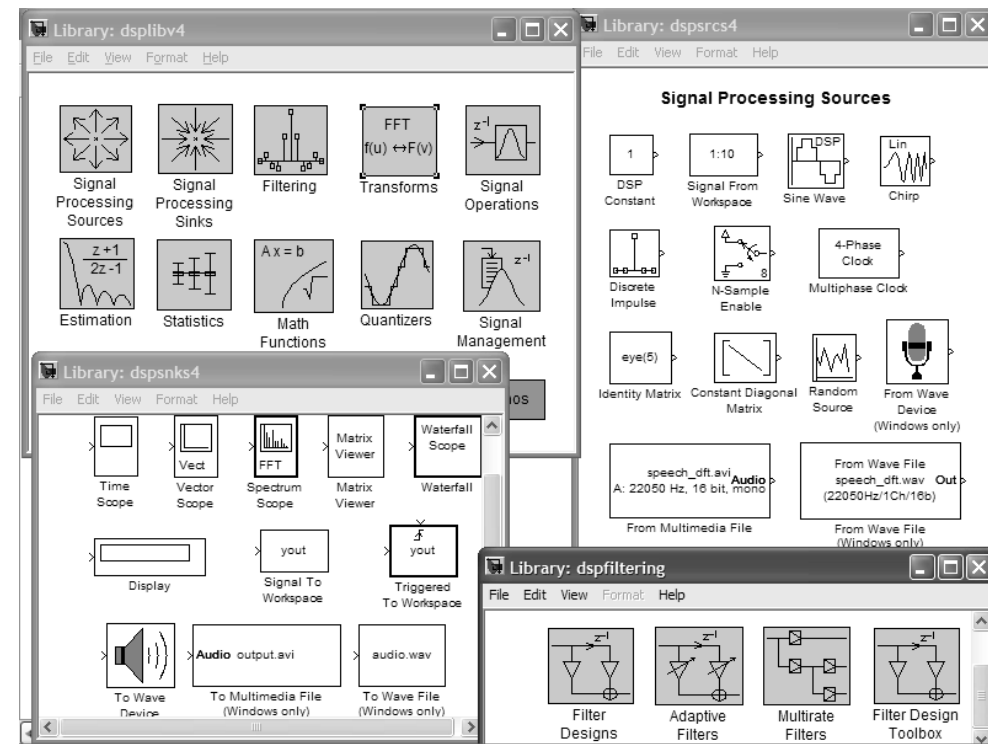 Library: dsplibv4
File Edit View Format Help
FFT
f(u) ↔F(v)
z⁻¹
Signal Processing Sources
Signal Processing Sinks
Filtering
Transforms
Signal Operations
z+1
2z-1
A x = b
√
z⁻¹
Estimation
Statistics
Math Functions
Quantizers
Signal Management
Library: dspsrcs4
File Edit View Format Help
Signal Processing Sources
1
1:10
DSP
Lin
DSP Constant
Signal From Workspace
Sine Wave
Chirp
8
4-Phase
Clock
Discrete Impulse
N-Sample Enable
Multiphase Clock
eye(5)
Identity Matrix
Constant Diagonal Matrix
Random Source
From Wave Device (Windows only)
speech_dft.avi
A: 22050 Hz, 16 bit, mono
Audio
From Wave File
speech_dft.wav
(22050Hz/1Ch/16b)
Out
From Multimedia File
From Wave File (Windows only)
Library: dspsnks4
File Edit View Format Help
Vect
FFT
Matrix
Viewer
Waterfall
Scope
Time Scope
Vector Scope
Spectrum Scope
Matrix Viewer
Waterfall
yout
yout
Display
Signal To Workspace
Triggered To Workspace
Audio output.avi
audio.wav
To Wave Device
To Multimedia File (Windows only)
To Wave File (Windows only)
Library: dspfiltering
File Edit View Format Help
z⁻¹
z⁻¹
z⁻¹
Filter Designs
Adaptive Filters
Multirate Filters
Filter Design Toolbox